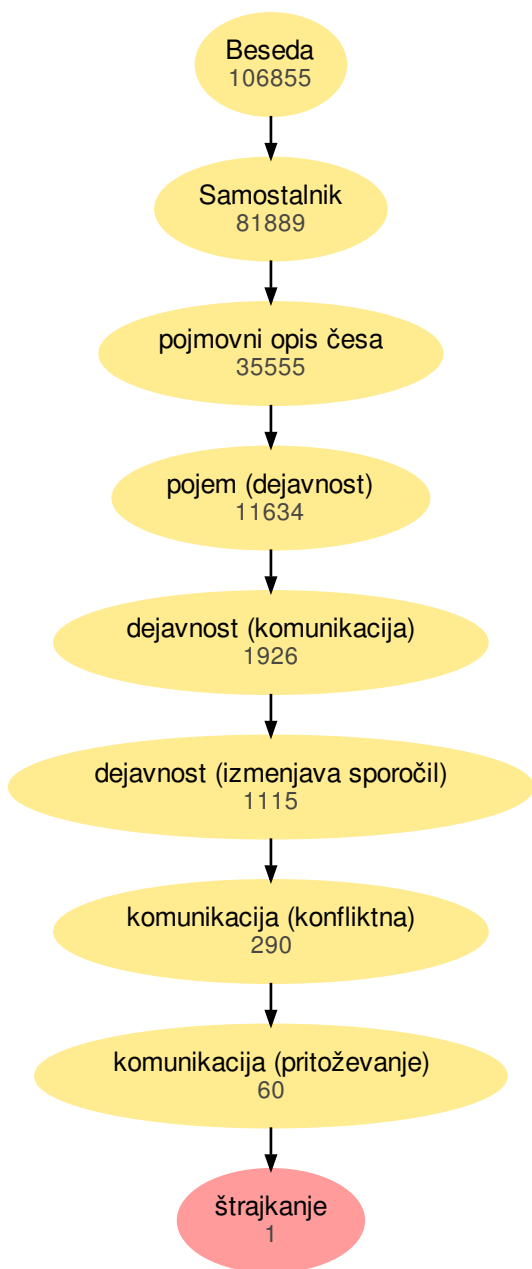 Beseda
106855
Samostalnik
81889
pojmovni opis česa
35555
pojem (dejavnost)
11634
dejavnost (komunikacija)
1926
dejavnost (izmenjava sporočil)
1115
komunikacija (konfliktna)
290
komunikacija (pritoževanje)
60
štrajkanje
1